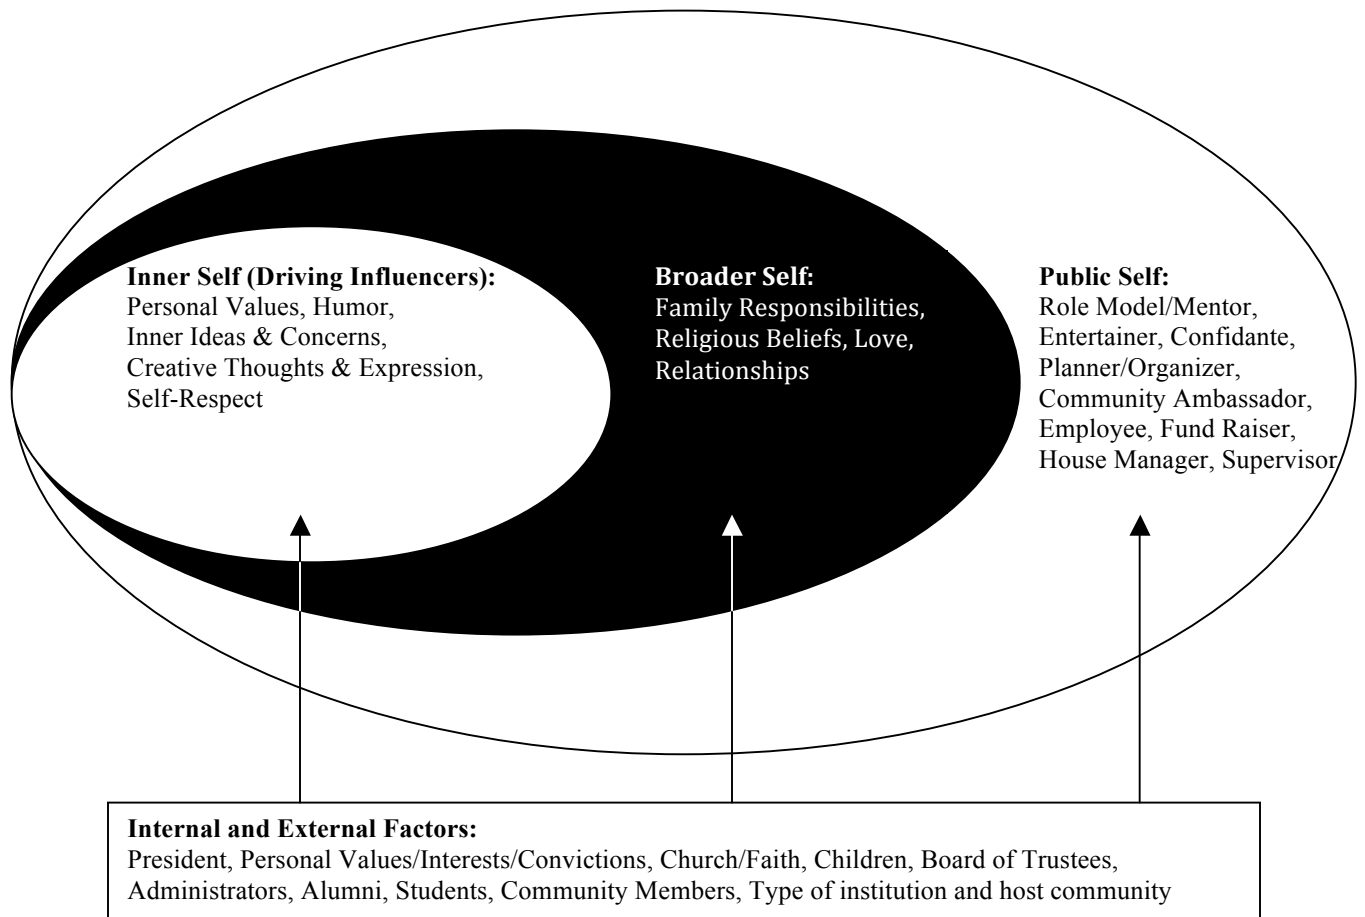 Inner Self (Driving Influencers):
Personal Values, Humor,
Inner Ideas & Concerns,
Creative Thoughts & Expression,
Self-Respect
Broader Self:
Family Responsibilities,
Religious Beliefs, Love,
Relationships
Public Self:
Role Model/Mentor,
Entertainer, Confidante,
Planner/Organizer,
Community Ambassador,
Employee, Fund Raiser,
House Manager, Supervisor
Internal and External Factors:
President, Personal Values/Interests/Convictions, Church/Faith, Children, Board of Trustees,
Administrators, Alumni, Students, Community Members, Type of institution and host community